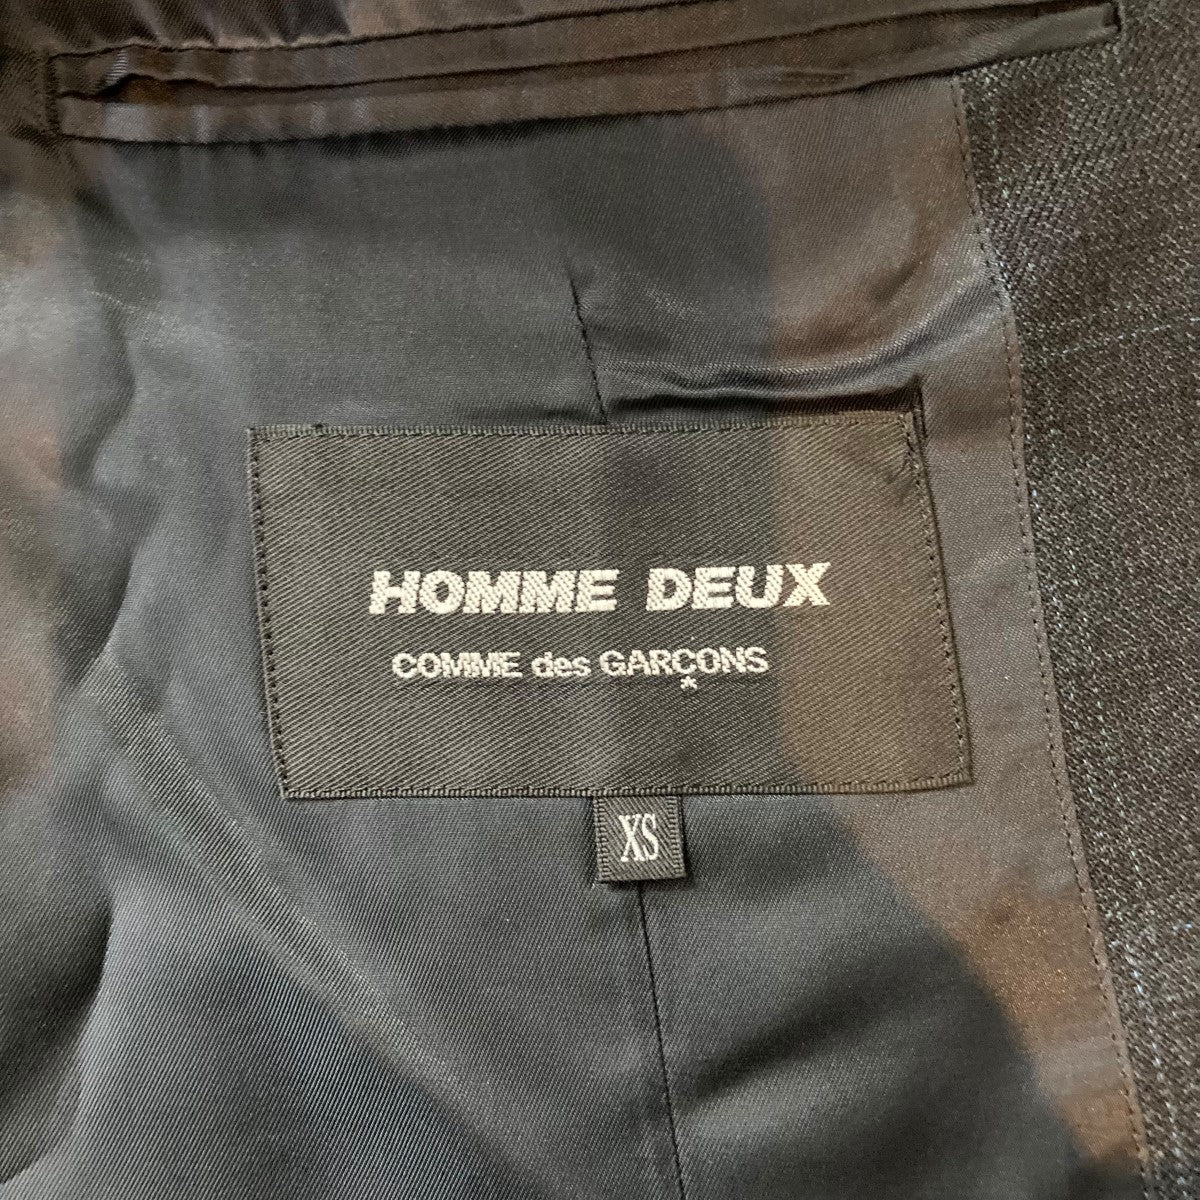 HOMME DEUX
COMME des GARÇONS
*
XS